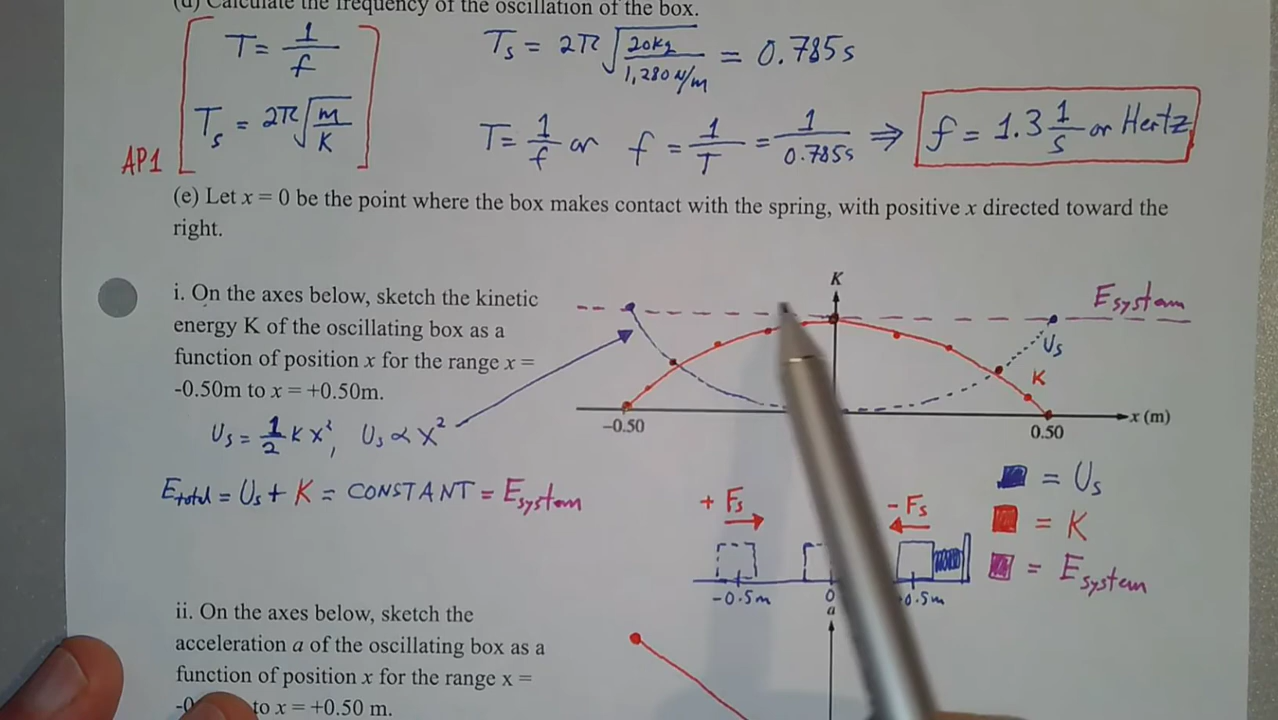 (d) Calculate the frequency of the oscillation of the box.
T = 1/f
Ts = 2π√(m/K)
AP1
Ts = 2π√(20kg/1,280 N/m) = 0.785s
T = 1/f or f = 1/T = 1/0.785s ⇒ f = 1.3 1/s or Hertz
(e) Let x = 0 be the point where the box makes contact with the spring, with positive x directed toward the
right.
i. On the axes below, sketch the kinetic
energy K of the oscillating box as a
function of position x for the range x =
-0.50m to x = +0.50m.
Us = 1/2 K x², Us ∝ x²
Etotal = Us + K = CONSTANT = Esystem
K
Esystem
Us
K
x (m)
−0.50
0.50
= Us
= K
= Esystem
+ Fs
- Fs
-0.5m
0
0.5m
ii. On the axes below, sketch the
acceleration a of the oscillating box as a
function of position x for the range x =
to x = +0.50 m.
a